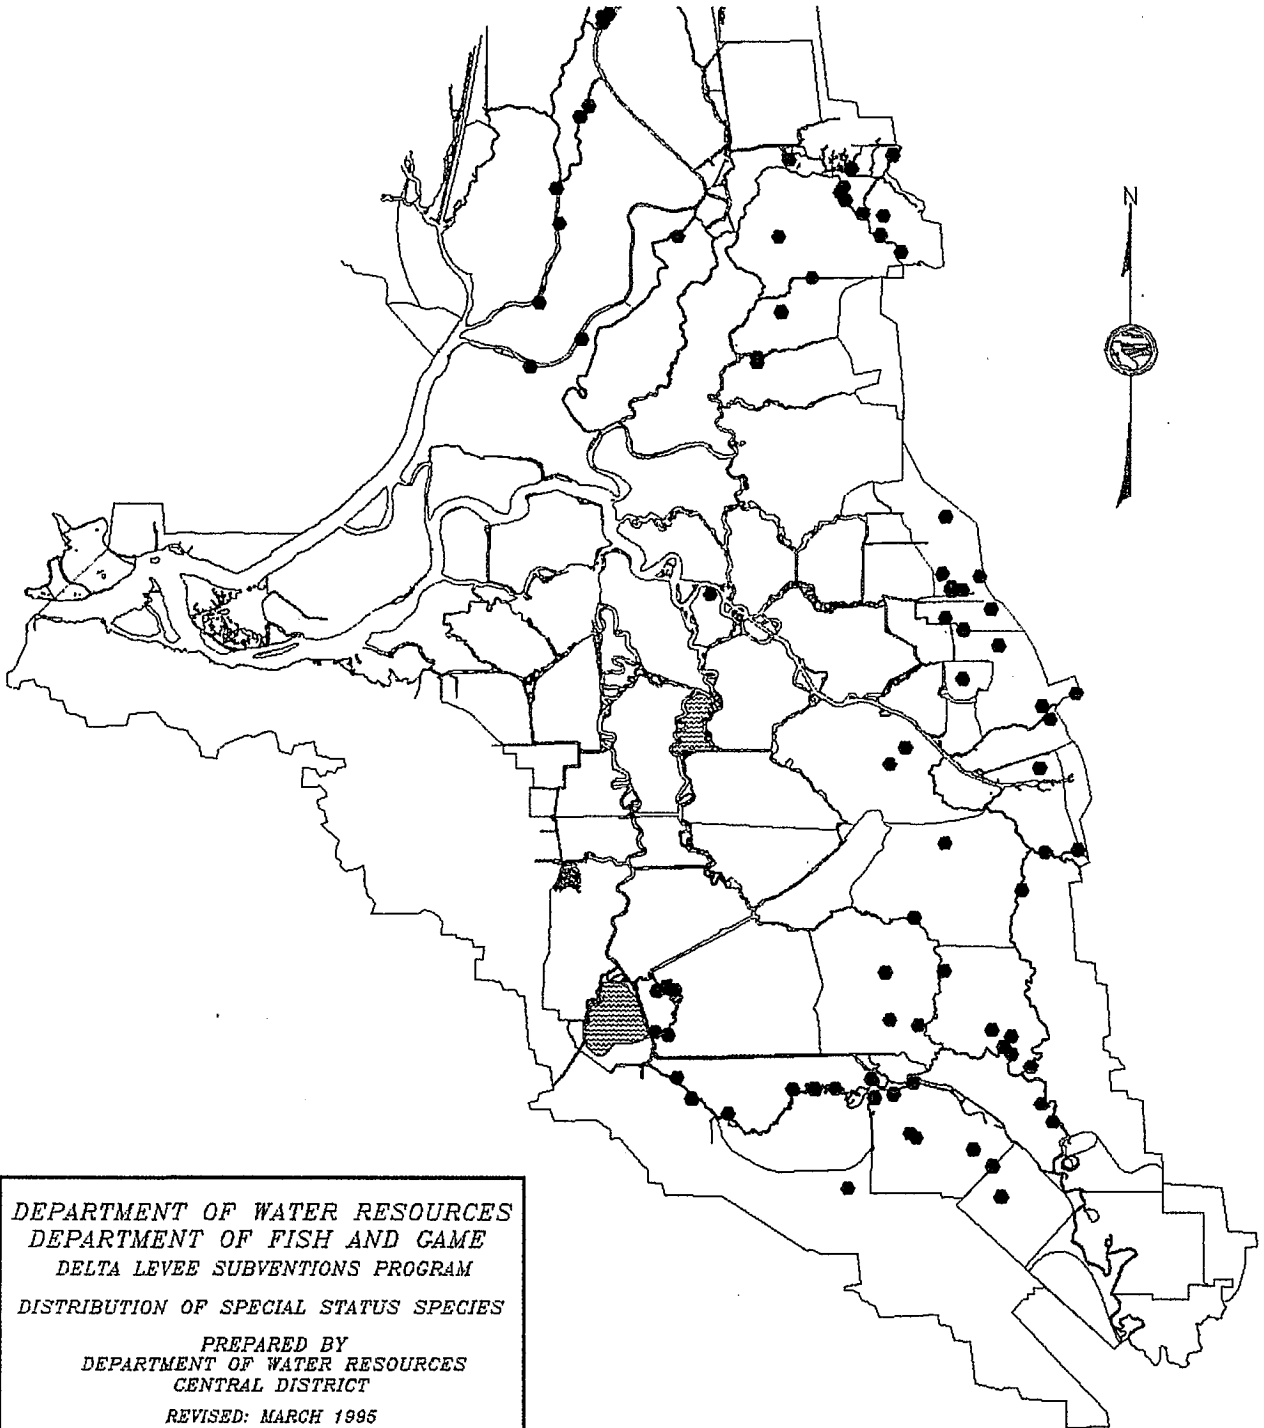 N
DEPARTMENT OF WATER RESOURCES
DEPARTMENT OF FISH AND GAME
DELTA LEVEE SUBVENTIONS PROGRAM
DISTRIBUTION OF SPECIAL STATUS SPECIES
PREPARED BY
DEPARTMENT OF WATER RESOURCES
CENTRAL DISTRICT
REVISED: MARCH 1995